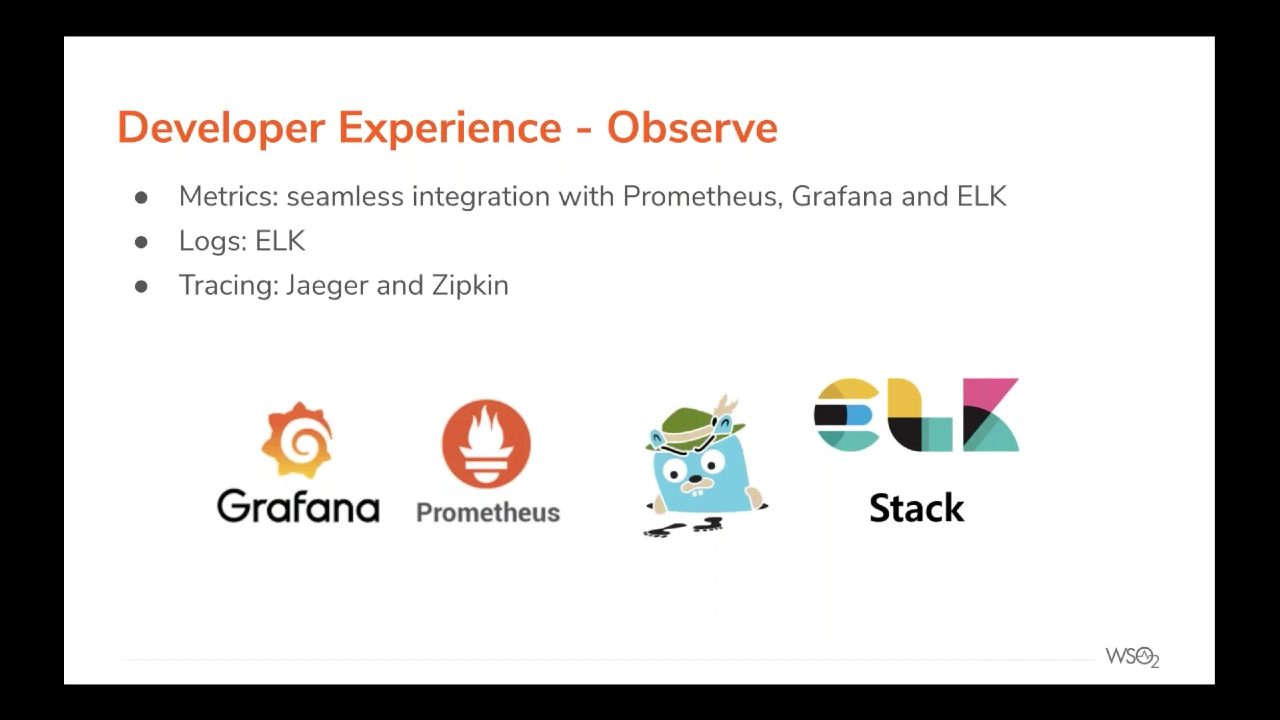 Developer Experience - Observe
● Metrics: seamless integration with Prometheus, Grafana and ELK
● Logs: ELK
● Tracing: Jaeger and Zipkin
ELK
Grafana
Prometheus
Stack
WSO2